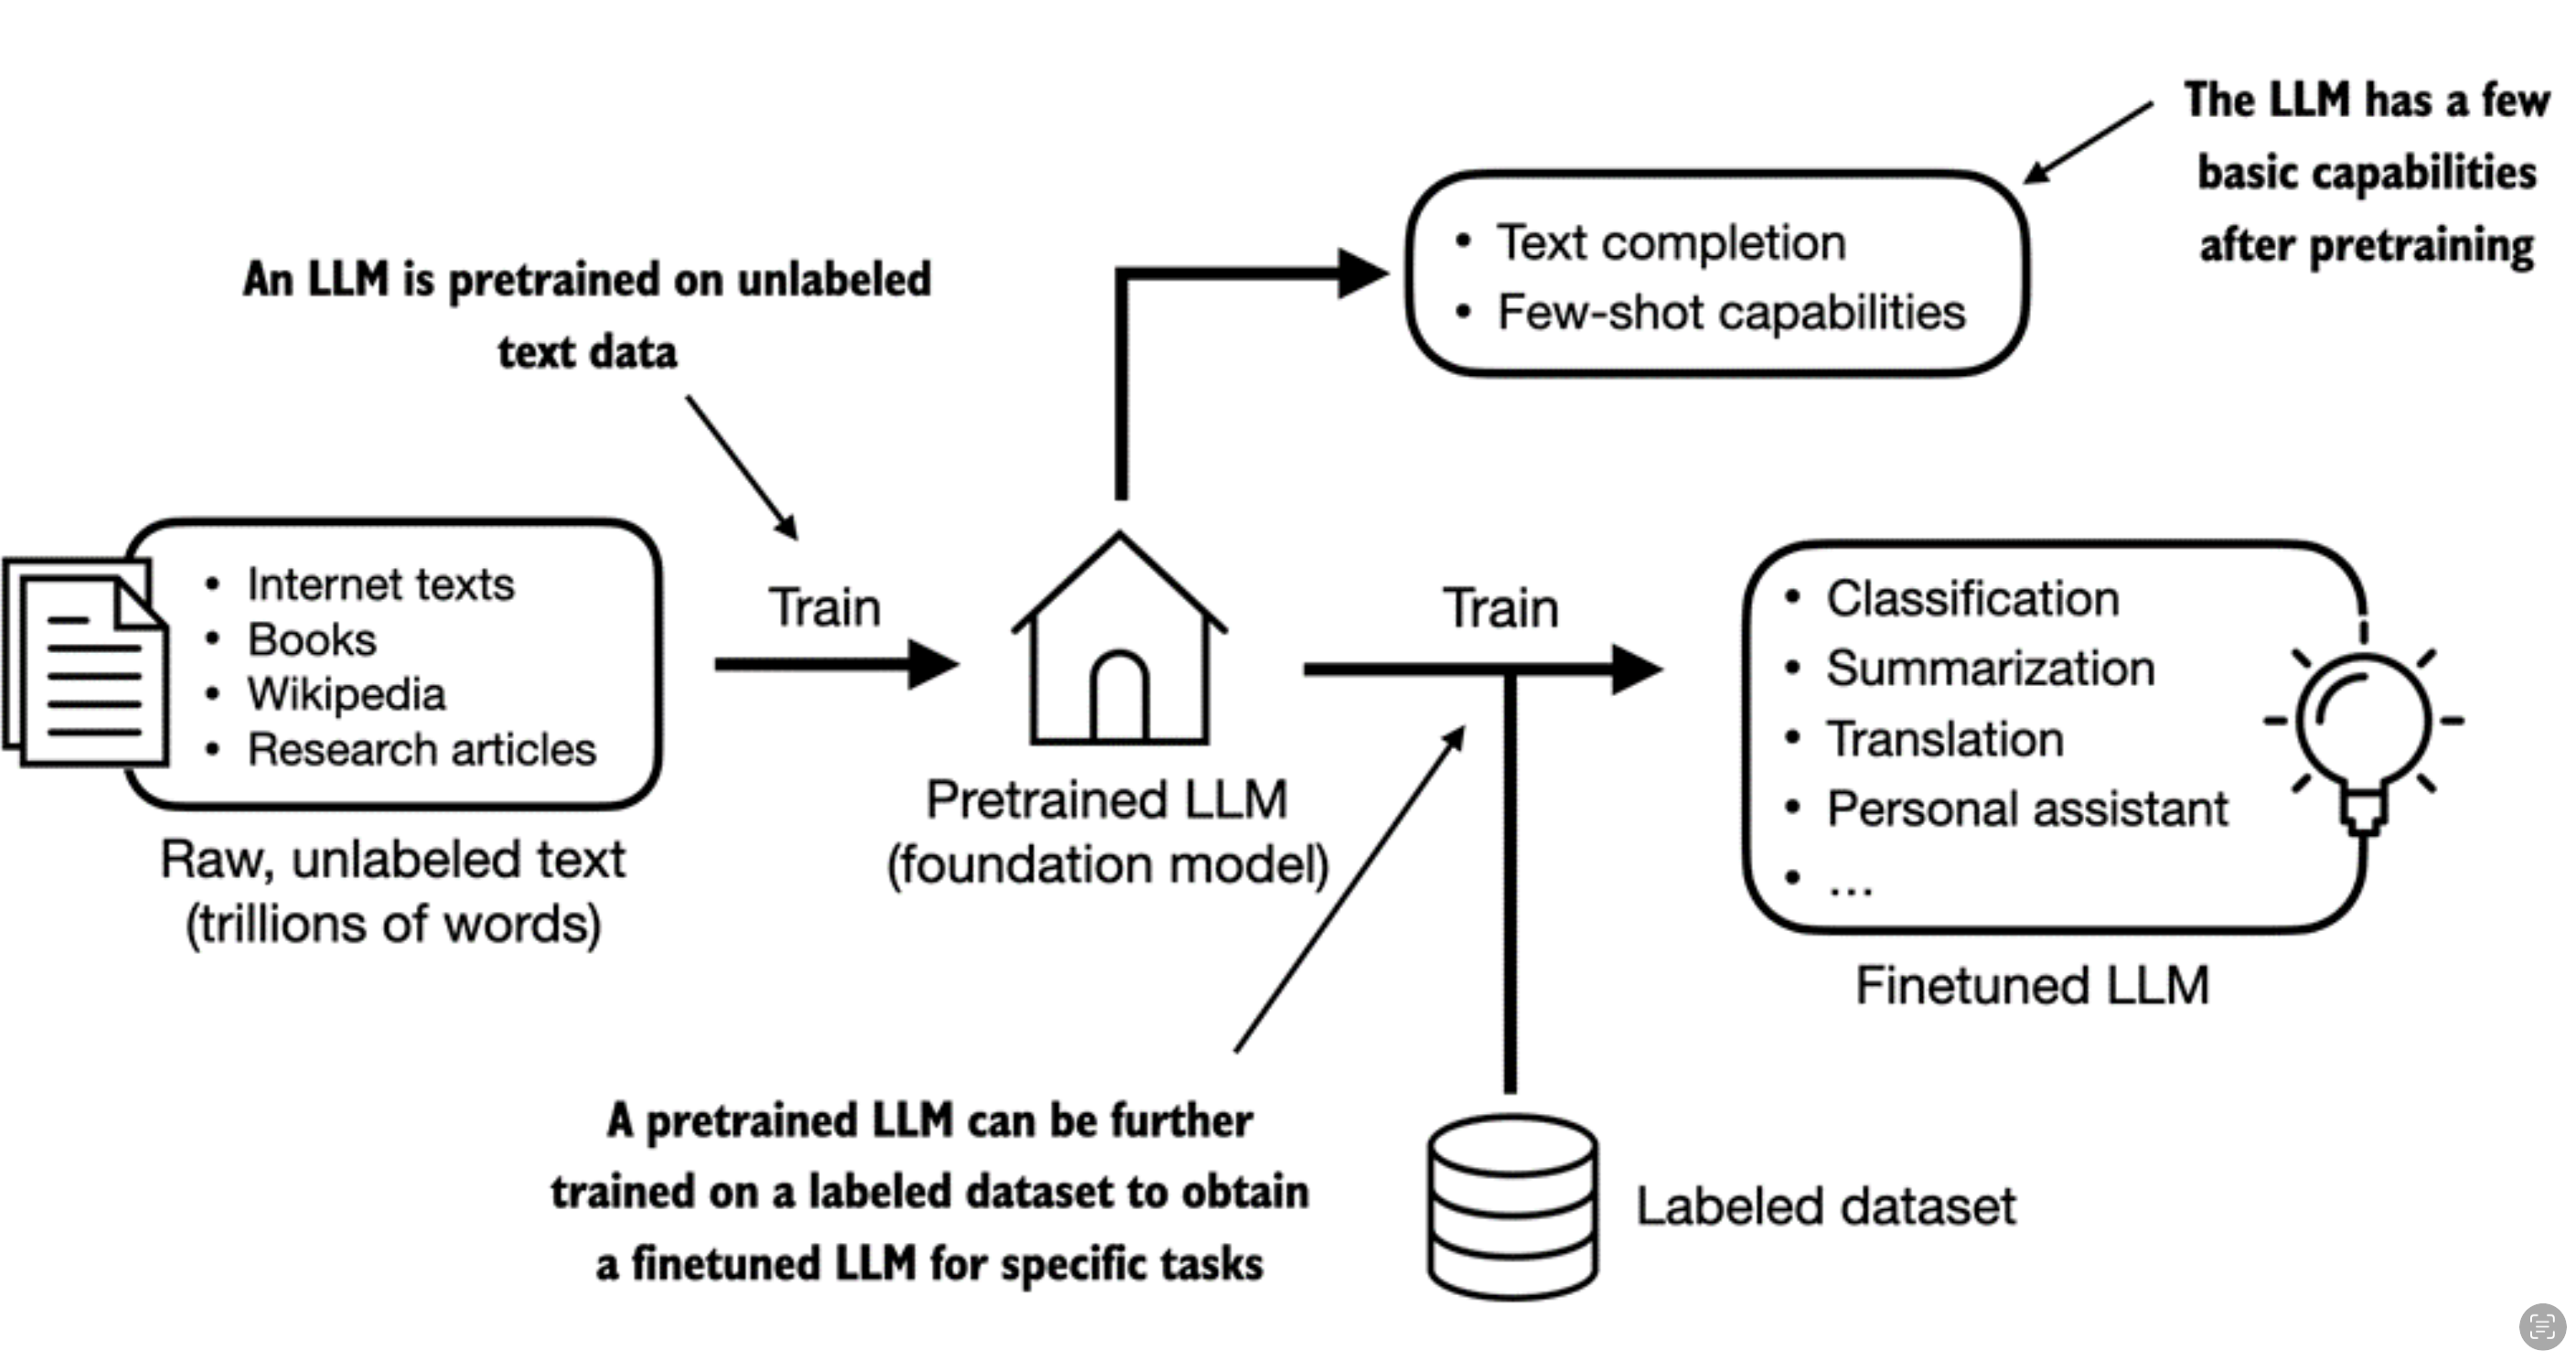 The LLM has a few
basic capabilities
after pretraining
• Text completion
• Few-shot capabilities
An LLM is pretrained on unlabeled
text data
• Internet texts
• Books
• Wikipedia
• Research articles
Raw, unlabeled text
(trillions of words)
Train
Pretrained LLM
(foundation model)
Train
• Classification
• Summarization
• Translation
• Personal assistant
• ...
Finetuned LLM
A pretrained LLM can be further
trained on a labeled dataset to obtain
a finetuned LLM for specific tasks
Labeled dataset